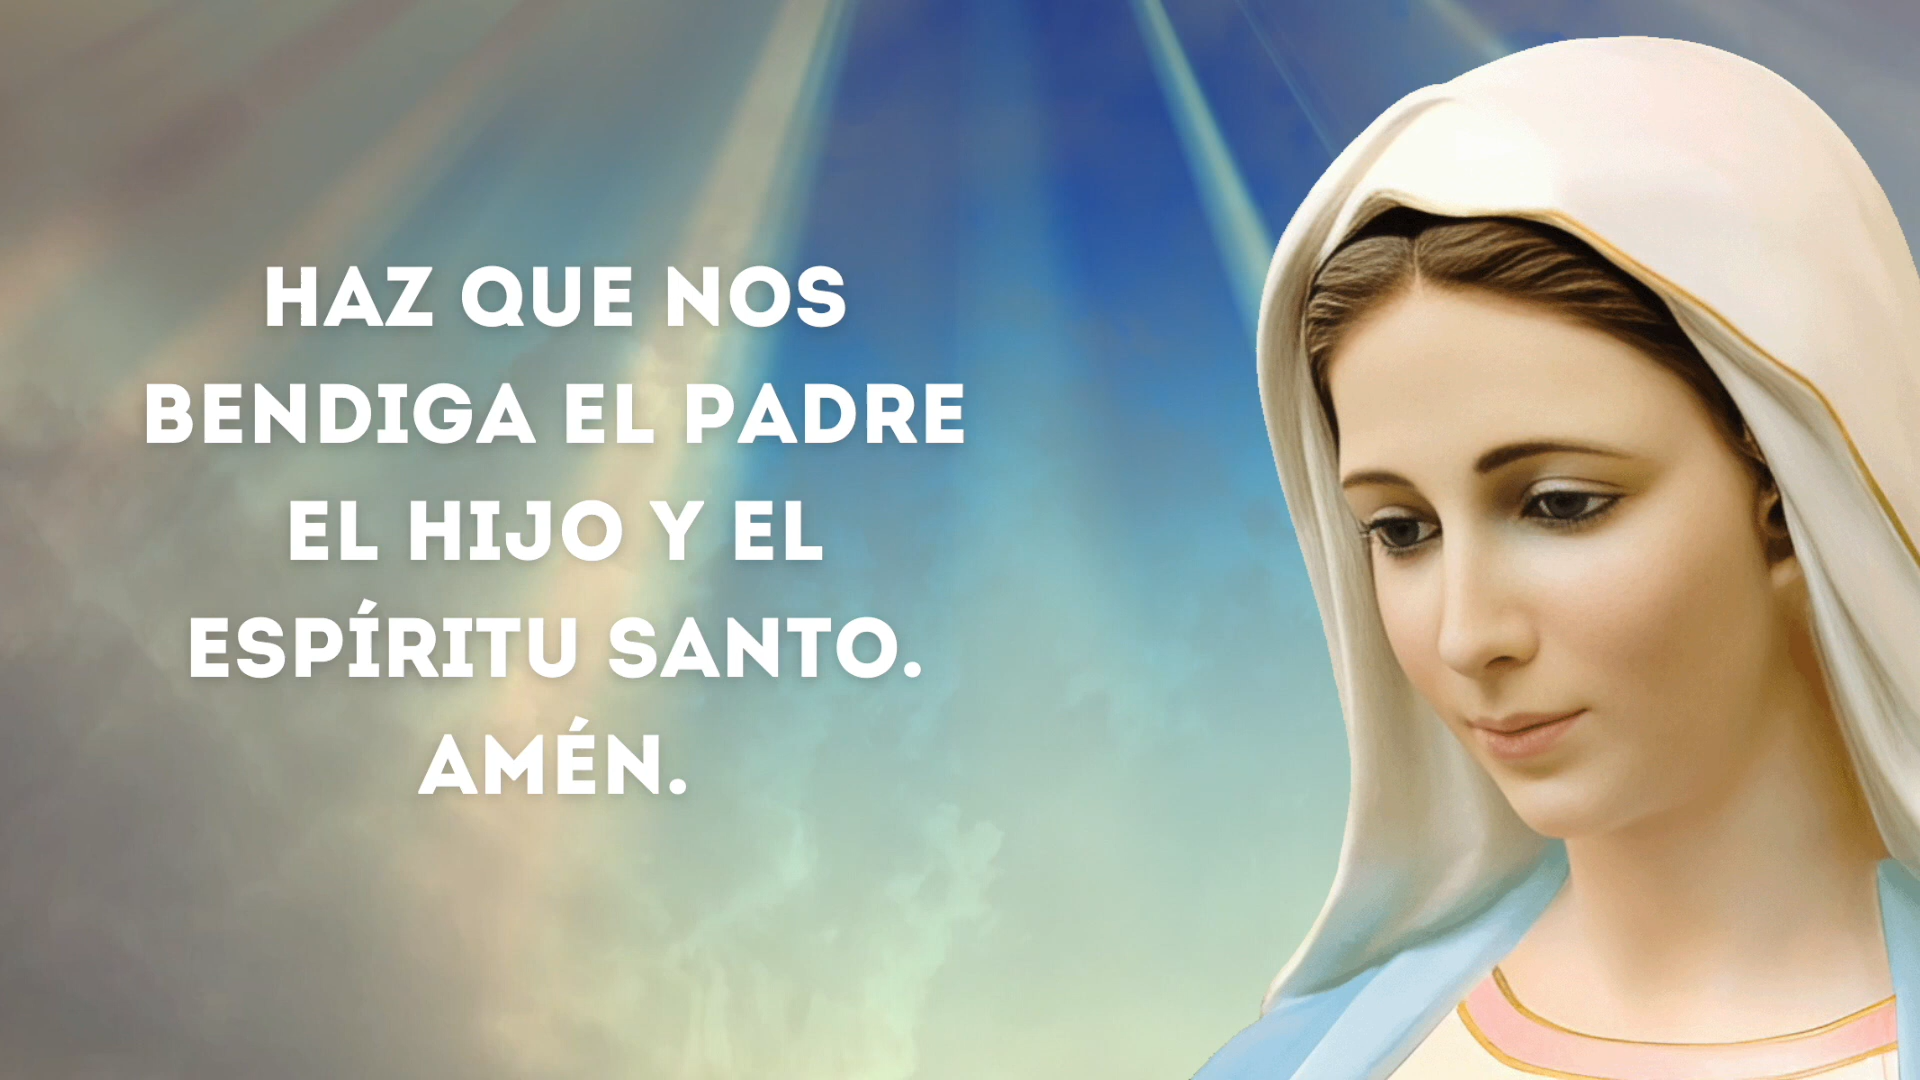 HAZ QUE NOS
BENDIGA EL PADRE
EL HIJO Y EL
ESPÍRITU SANTO.
AMÉN.